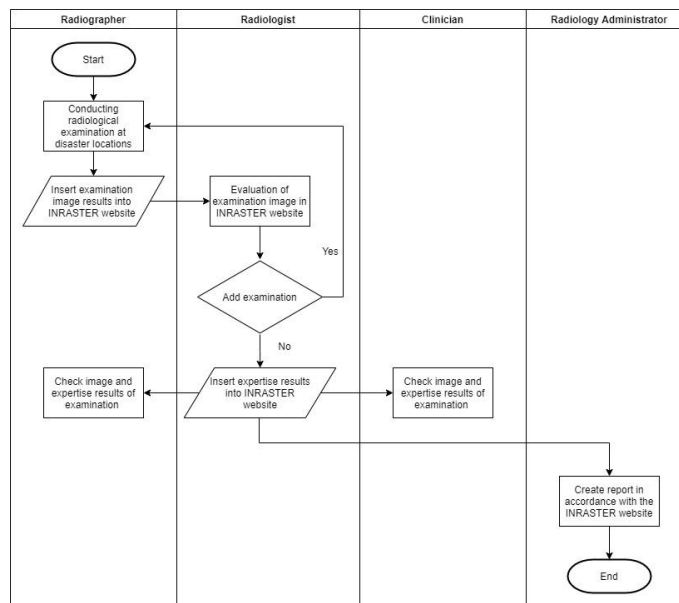 Radiographer
Radiologist
Clinician
Radiology Administrator
Start
Conducting
radiological
examination at
disaster locations
Insert examination
image results into
INRASTER website
Evaluation of
examination image in
INRASTER website
Yes
Add examination
No
Check image and
expertise results of
examination
Insert expertise results
into INRASTER
website
Check image and
expertise results of
examination
Create report in
accordance with the
INRASTER website
End